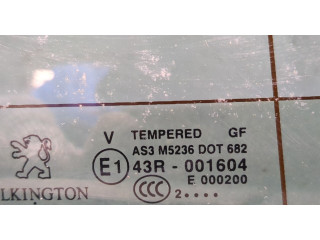 V TEMPERED GF
AS3 M5236 DOT 682
E1 43R - 001604
E 000200
LKINGTON CCC 2••••